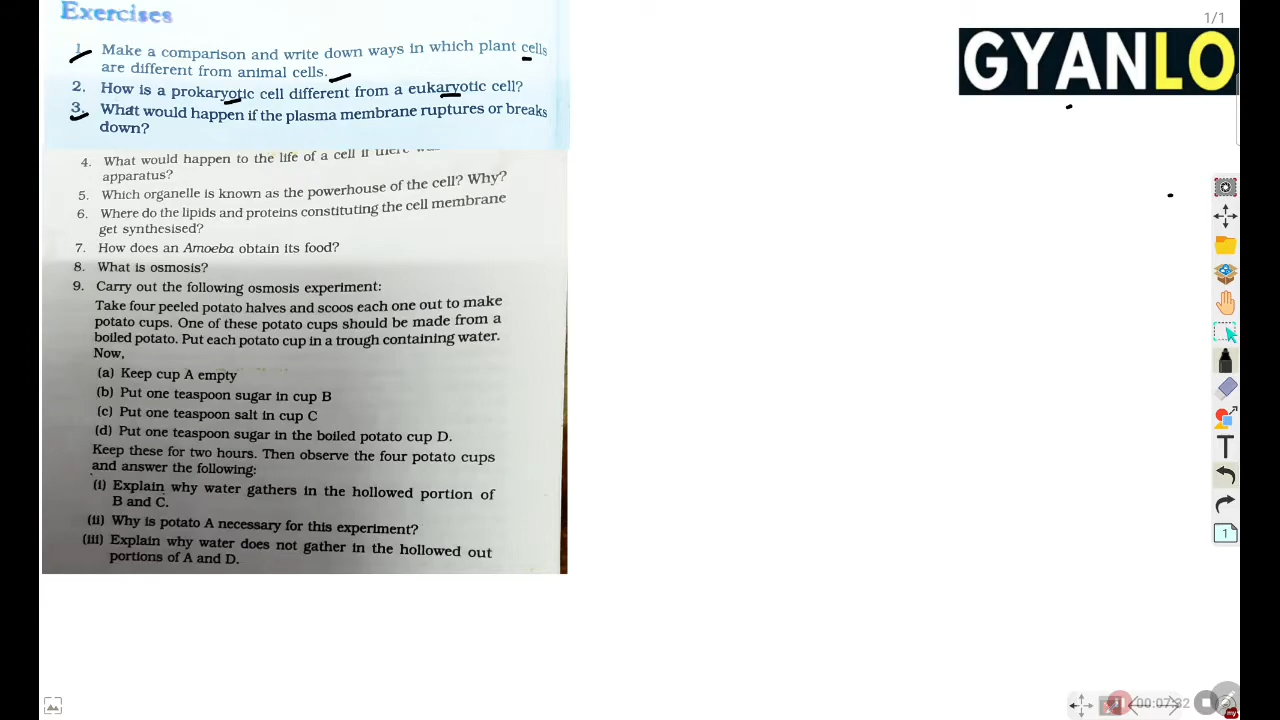 Exercises
1. Make a comparison and write down ways in which plant cells
are different from animal cells.
2. How is a prokaryotic cell different from a eukaryotic cell?
3. What would happen if the plasma membrane ruptures or breaks
down?
4. What would happen to the life of a cell if there
apparatus?
5. Which organelle is known as the powerhouse of the cell? Why?
6. Where do the lipids and proteins constituting the cell membrane
get synthesised?
7. How does an Amoeba obtain its food?
8. What is osmosis?
9. Carry out the following osmosis experiment:
Take four peeled potato halves and scoos each one out to make
potato cups. One of these potato cups should be made from a
boiled potato. Put each potato cup in a trough containing water.
Now,
(a) Keep cup A empty
(b) Put one teaspoon sugar in cup B
(c) Put one teaspoon salt in cup C
(d) Put one teaspoon sugar in the boiled potato cup D.
Keep these for two hours. Then observe the four potato cups
and answer the following:
(i) Explain why water gathers in the hollowed portion of
B and C.
(ii) Why is potato A necessary for this experiment?
(iii) Explain why water does not gather in the hollowed out
portions of A and D.
1/1
GYANLO
T
1
00:07:32